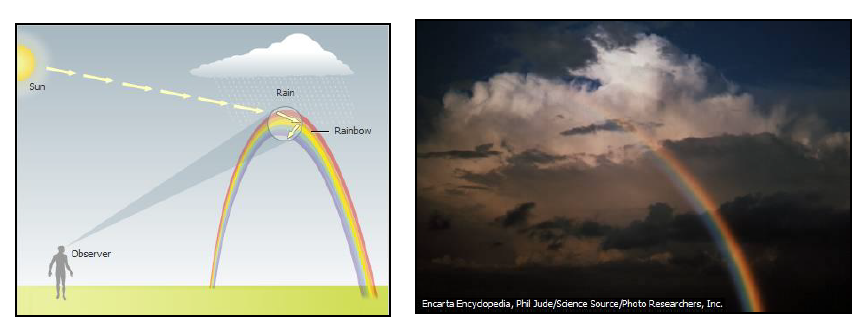 Sun
Rain
Rainbow
Observer
Encarta Encyclopedia, Phil Jude/Science Source/Photo Researchers, Inc.